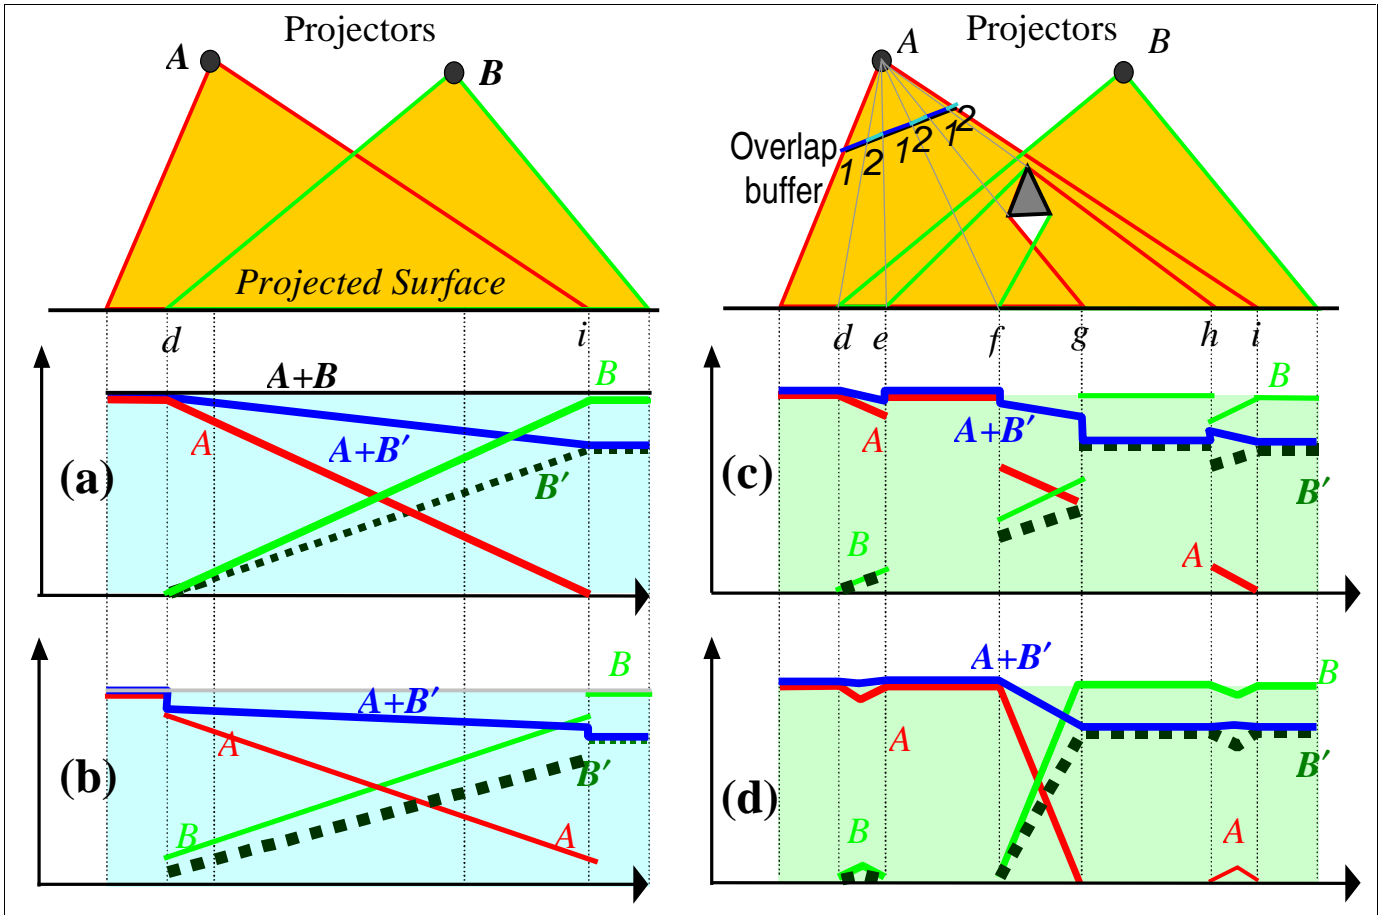 Projectors
A
B
Projected Surface
d
i
A+B
B
A
A+B′
B′
(a)
B
A+B′
A
B′
B
A
(b)
Projectors
A
B
Overlap
buffer
1
2
1
2
1
2
d
e
f
g
h
i
B
A+B′
A
(c)
B′
B
A
A+B′
B
A
B′
(d)
B
A